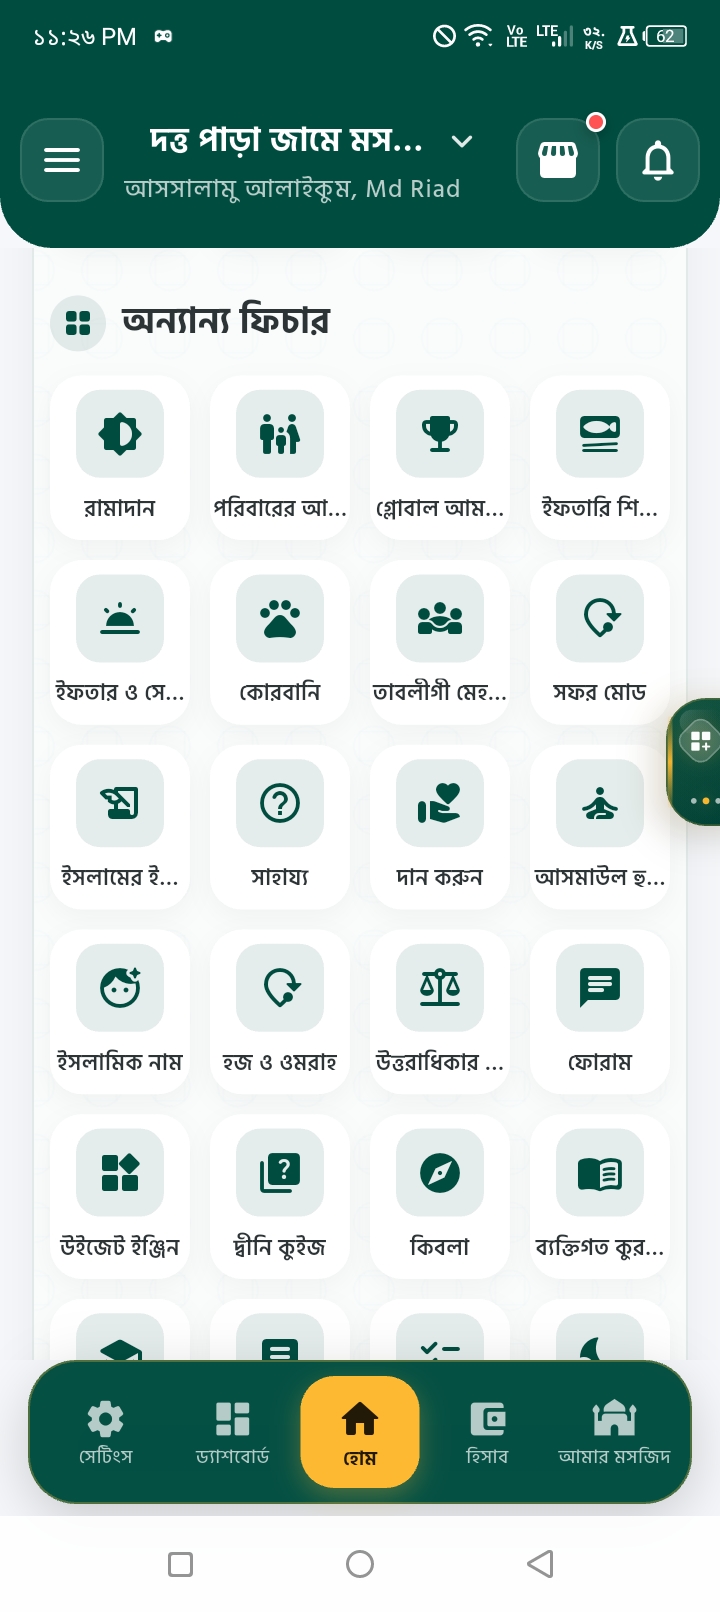 ১১:২৬ PM
Vo LTE
LTE
৩২. K/S
62
দত্ত পাড়া জামে মস...
আসসালামু আলাইকুম, Md Riad
অন্যান্য ফিচার
রামাদান
পরিবারের আ...
গ্লোবাল আম...
ইফতারি শি...
ইফতার ও সে...
কোরবানি
তাবলীগী মেহ...
সফর মোড
ইসলামের ই...
সাহায্য
দান করুন
আসমাউল হু...
ইসলামিক নাম
হজ ও ওমরাহ
উত্তরাধিকার ...
ফোরাম
উইজেট ইঞ্জিন
দ্বীনি কুইজ
কিবলা
ব্যক্তিগত কুর...
সেটিংস
ড্যাশবোর্ড
হোম
হিসাব
আমার মসজিদ